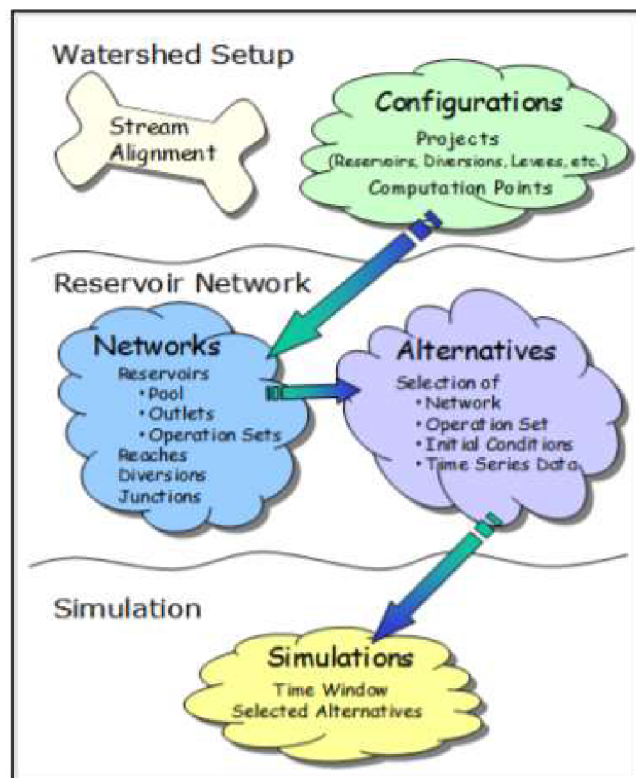 Watershed Setup
Stream
Alignment
Configurations
Projects
(Reservoirs, Diversions, Levees, etc.)
Computation Points
Reservoir Network
Networks
Reservoirs
• Pool
• Outlets
• Operation Sets
Reaches
Diversions
Junctions
Alternatives
Selection of
• Network
• Operation Set
• Initial Conditions
• Time Series Data
Simulation
Simulations
Time Window
Selected Alternatives